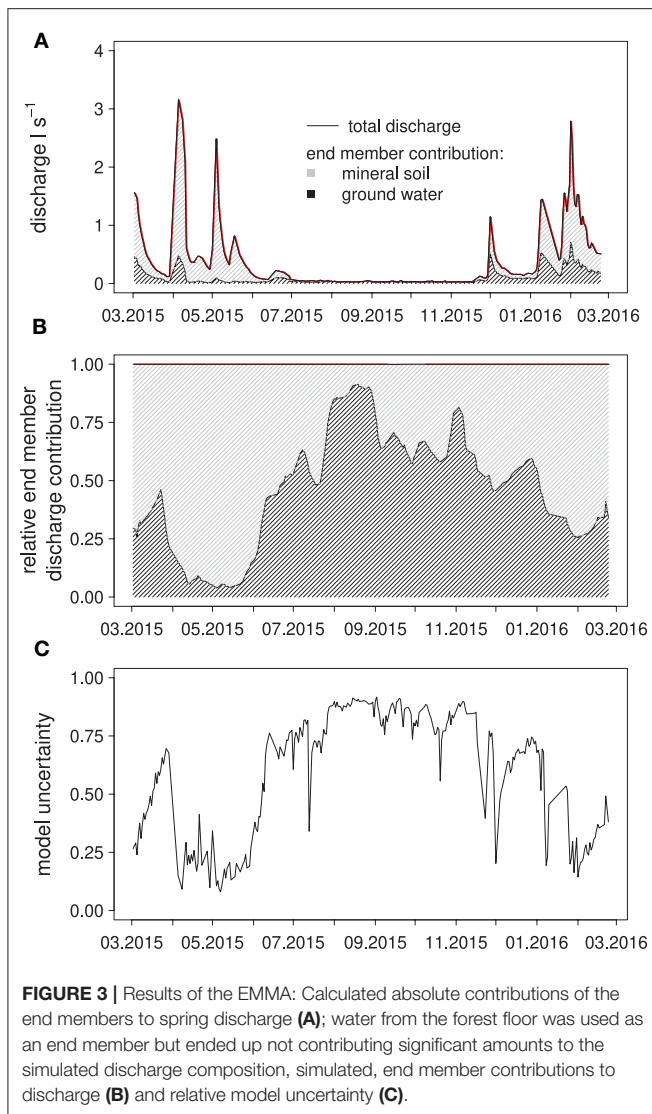 A
discharge l s⁻¹
4
3
2
1
0
total discharge
end member contribution:
mineral soil
ground water
03.2015 05.2015 07.2015 09.2015 11.2015 01.2016 03.2016
B
relative end member
discharge contribution
1.00
0.75
0.50
0.25
0.00
03.2015 05.2015 07.2015 09.2015 11.2015 01.2016 03.2016
C
model uncertainty
1.00
0.75
0.50
0.25
0.00
03.2015 05.2015 07.2015 09.2015 11.2015 01.2016 03.2016
FIGURE 3 | Results of the EMMA: Calculated absolute contributions of the
end members to spring discharge (A); water from the forest floor was used as
an end member but ended up not contributing significant amounts to the
simulated discharge composition, simulated, end member contributions to
discharge (B) and relative model uncertainty (C).